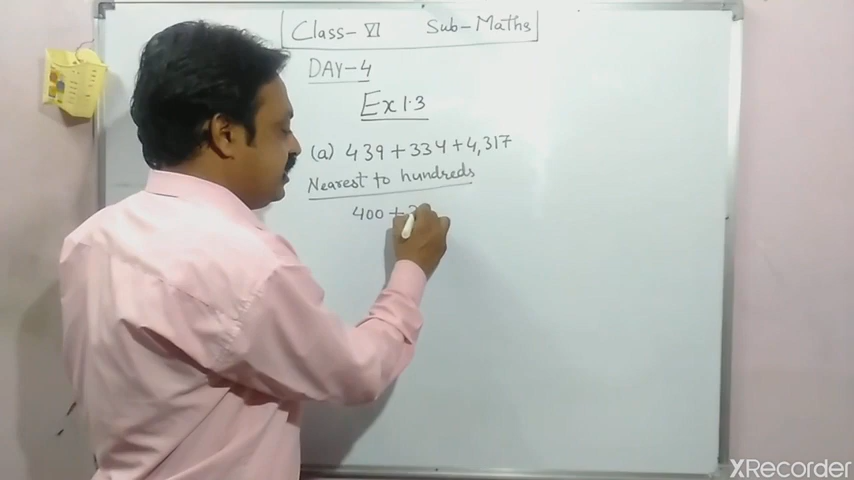 Class-VI Sub-Maths
DAY-4
Ex 1.3
(a) 439+334+4,317
Nearest to hundreds
400 + 3
XRecorder